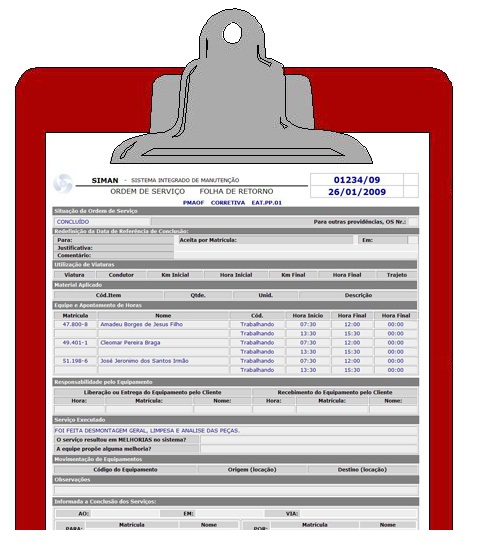 SIMAN - SISTEMA INTEGRADO DE MANUTENÇÃO 01234/09
ORDEM DE SERVIÇO FOLHA DE RETORNO 26/01/2009
PMAOF CORRETIVA EAT.PP.01
Situação da Ordem de Serviço
CONCLUÍDO Para outras providências, OS Nr.:
Redefinição da Data de Referência de Conclusão:
Para: Aceita por Matrícula: Em:
Justificativa:
Comentário:
Utilização de Viaturas
Viatura Condutor Km Inicial Hora Inicial Km Final Hora Final Trajeto
Material Aplicado
Cód.Item Qtde. Unid. Descrição
Equipe e Apontamento de Horas
Matrícula Nome Cód. Hora Início Hora Final Hora Final
47.800-8 Amadeu Borges de Jesus Filho Trabalhando 07:30 12:00 00:00
Trabalhando 13:30 15:30 00:00
49.401-1 Cleomar Pereira Braga Trabalhando 07:30 12:00 00:00
Trabalhando 13:30 15:30 00:00
51.198-6 José Jeronimo dos Santos Irmão Trabalhando 07:30 12:00 00:00
Trabalhando 13:30 15:30 00:00
Responsabilidade pelo Equipamento
Liberação ou Entrega do Equipamento pelo Cliente Recebimento do Equipamento pelo Cliente
Hora: Matrícula: Nome: Hora: Matrícula: Nome:
Serviço Executado
FOI FEITA DESMONTAGEM GERAL, LIMPESA E ANALISE DAS PEÇAS.
O serviço resultou em MELHORIAS no sistema?
A equipe propõe alguma melhoria?
Movimentação de Equipamentos
Código do Equipamento Origem (locação) Destino (locação)
Observações
Informada a Conclusão dos Serviços:
AO: EM: VIA:
PARA: Matrícula Nome POR: Matrícula Nome